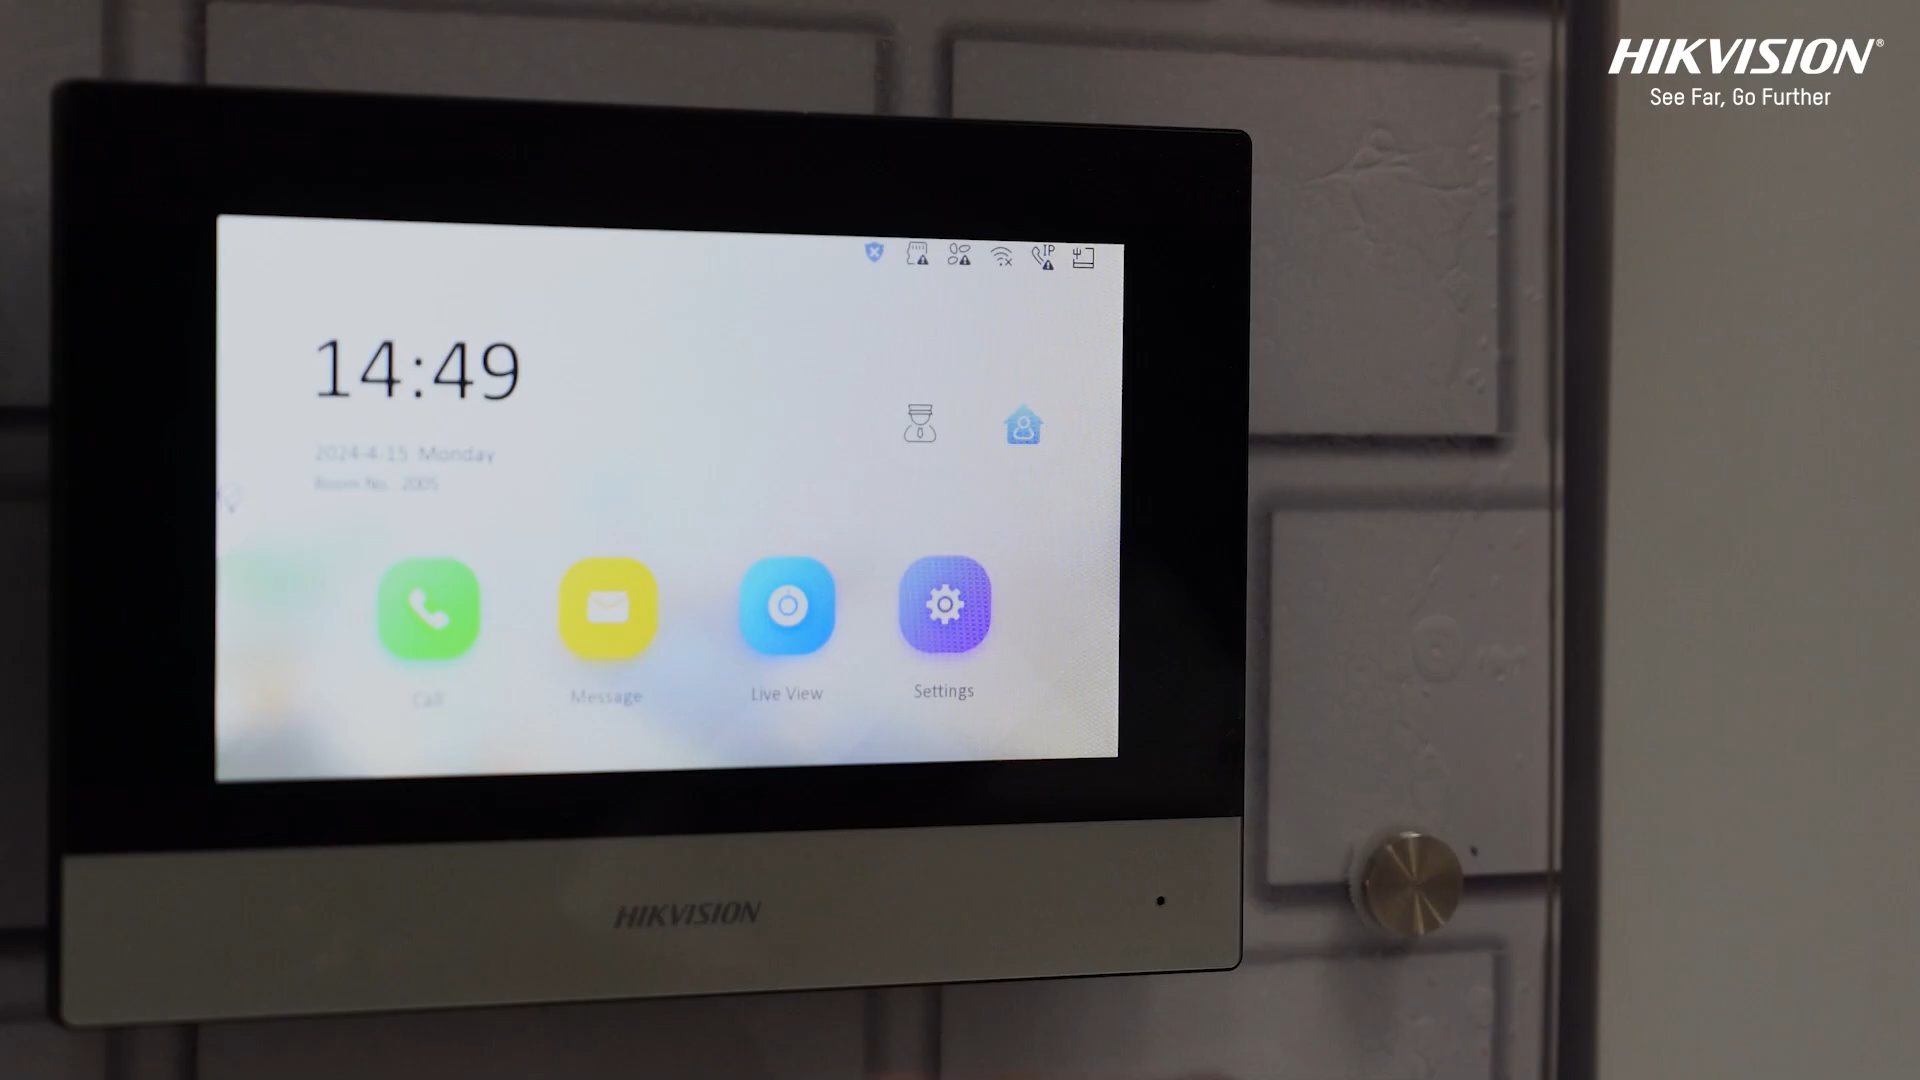 HIKVISION®
See Far, Go Further
IP
14:49
2024-4-15 Monday
Room No. 2005
Call
Message
Live View
Settings
HIKVISION